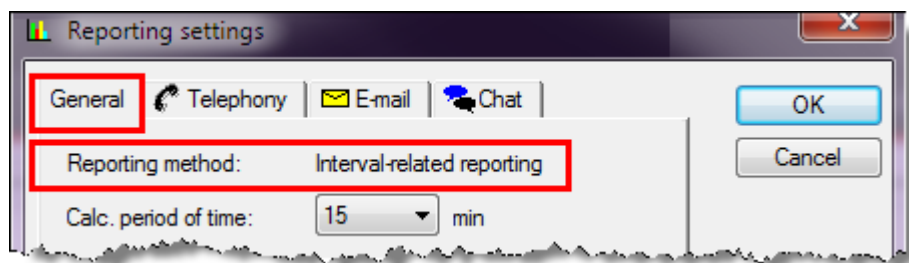 Reporting settings
General Telephony E-mail Chat
OK
Reporting method: Interval-related reporting
Cancel
Calc. period of time: 15 min